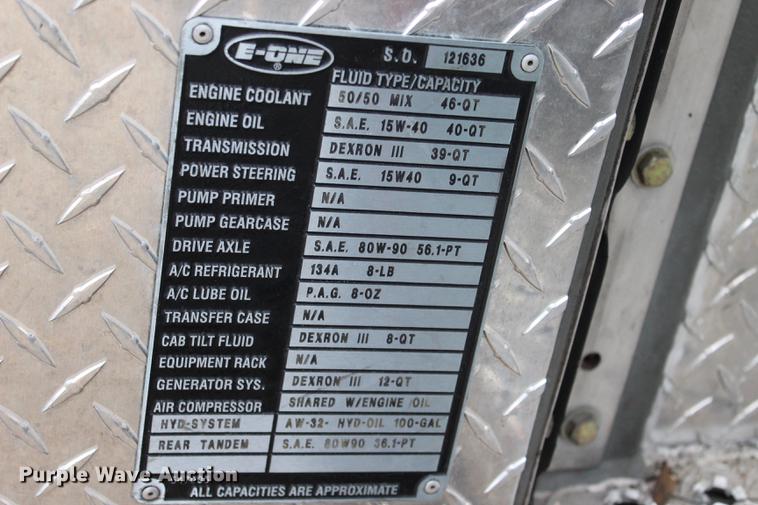 E-ONE ® S.O. 121636
FLUID TYPE/CAPACITY
ENGINE COOLANT 50/50 MIX 46-QT
ENGINE OIL S.A.E. 15W-40 40-QT
TRANSMISSION DEXRON III 39-QT
POWER STEERING S.A.E. 15W40 9-QT
PUMP PRIMER N/A
PUMP GEARCASE N/A
DRIVE AXLE S.A.E. 80W-90 56.1-PT
A/C REFRIGERANT 134A 8-LB
A/C LUBE OIL P.A.G. 8-OZ
TRANSFER CASE N/A
CAB TILT FLUID DEXRON III 8-QT
EQUIPMENT RACK N/A
GENERATOR SYS. DEXRON III 12-QT
AIR COMPRESSOR SHARED W/ENGINE OIL
HYD-SYSTEM AW-32- HYD-OIL 100-GAL
REAR TANDEM S.A.E. 80W90 36.1-PT
ALL CAPACITIES ARE APPROXIMATE
Purple Wave Auction